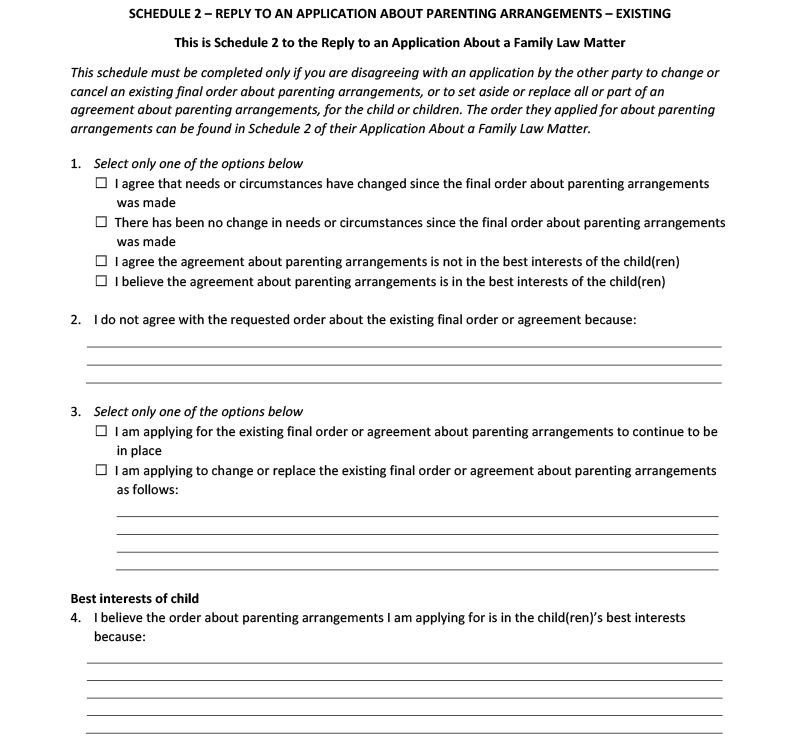 SCHEDULE 2 – REPLY TO AN APPLICATION ABOUT PARENTING ARRANGEMENTS – EXISTING
This is Schedule 2 to the Reply to an Application About a Family Law Matter
This schedule must be completed only if you are disagreeing with an application by the other party to change or
cancel an existing final order about parenting arrangements, or to set aside or replace all or part of an
agreement about parenting arrangements, for the child or children. The order they applied for about parenting
arrangements can be found in Schedule 2 of their Application About a Family Law Matter.
1. Select only one of the options below
☐ I agree that needs or circumstances have changed since the final order about parenting arrangements
was made
☐ There has been no change in needs or circumstances since the final order about parenting arrangements
was made
☐ I agree the agreement about parenting arrangements is not in the best interests of the child(ren)
☐ I believe the agreement about parenting arrangements is in the best interests of the child(ren)
2. I do not agree with the requested order about the existing final order or agreement because:
3. Select only one of the options below
☐ I am applying for the existing final order or agreement about parenting arrangements to continue to be
in place
☐ I am applying to change or replace the existing final order or agreement about parenting arrangements
as follows:
Best interests of child
4. I believe the order about parenting arrangements I am applying for is in the child(ren)'s best interests
because: